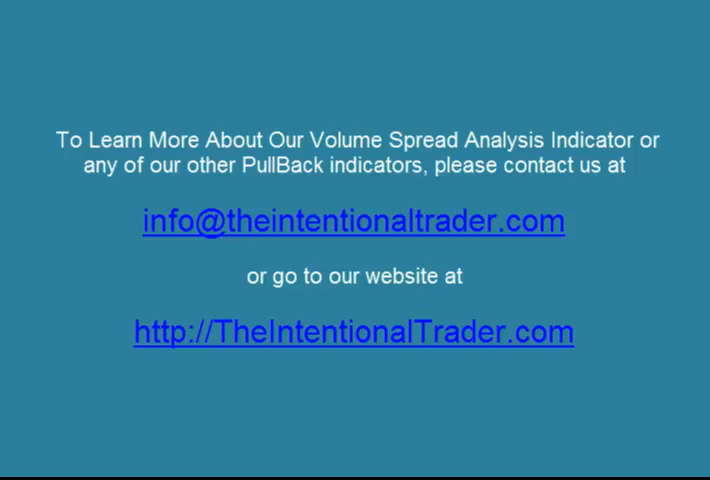 To Learn More About Our Volume Spread Analysis Indicator or
any of our other PullBack indicators, please contact us at
info@theintentionaltrader.com
or go to our website at
http://TheIntentionalTrader.com